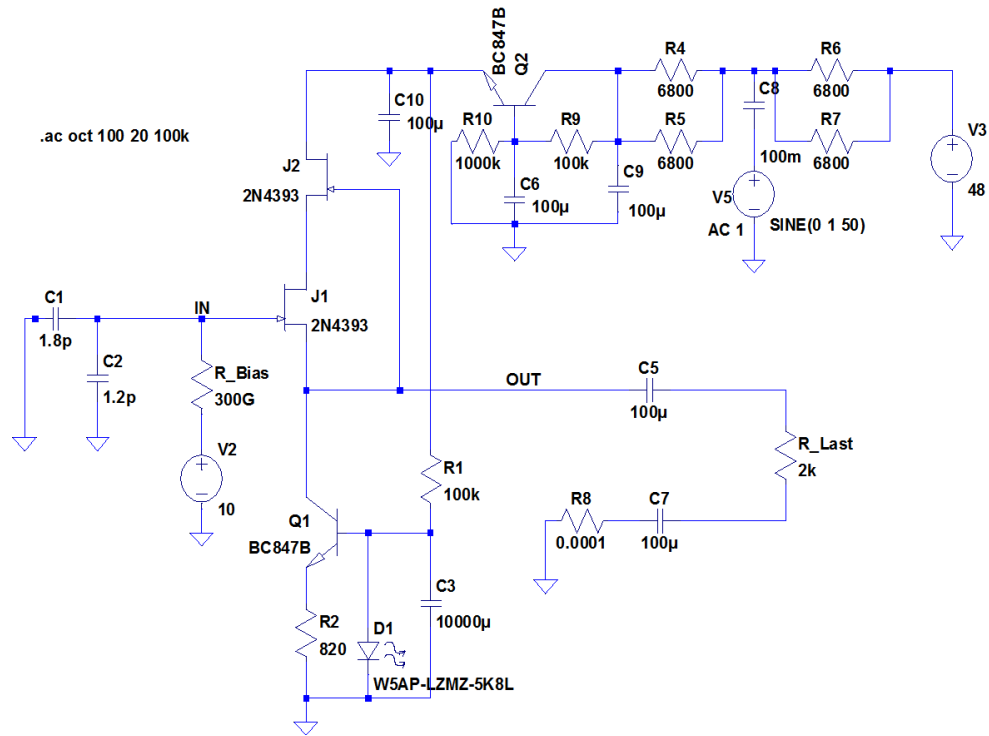 BC847B
Q2
R4
6800
R6
6800
C10
100µ
C8
.ac oct 100 20 100k
R10
1000k
R9
100k
R5
6800
R7
6800
V3
48
J2
2N4393
C6
100µ
C9
100µ
100m
V5
AC 1
SINE(0 1 50)
C1
1.8p
IN
J1
2N4393
C2
1.2p
R_Bias
300G
OUT
C5
100µ
V2
10
R1
100k
R_Last
2k
Q1
BC847B
R8
0.0001
C7
100µ
C3
10000µ
R2
820
D1
W5AP-LZMZ-5K8L